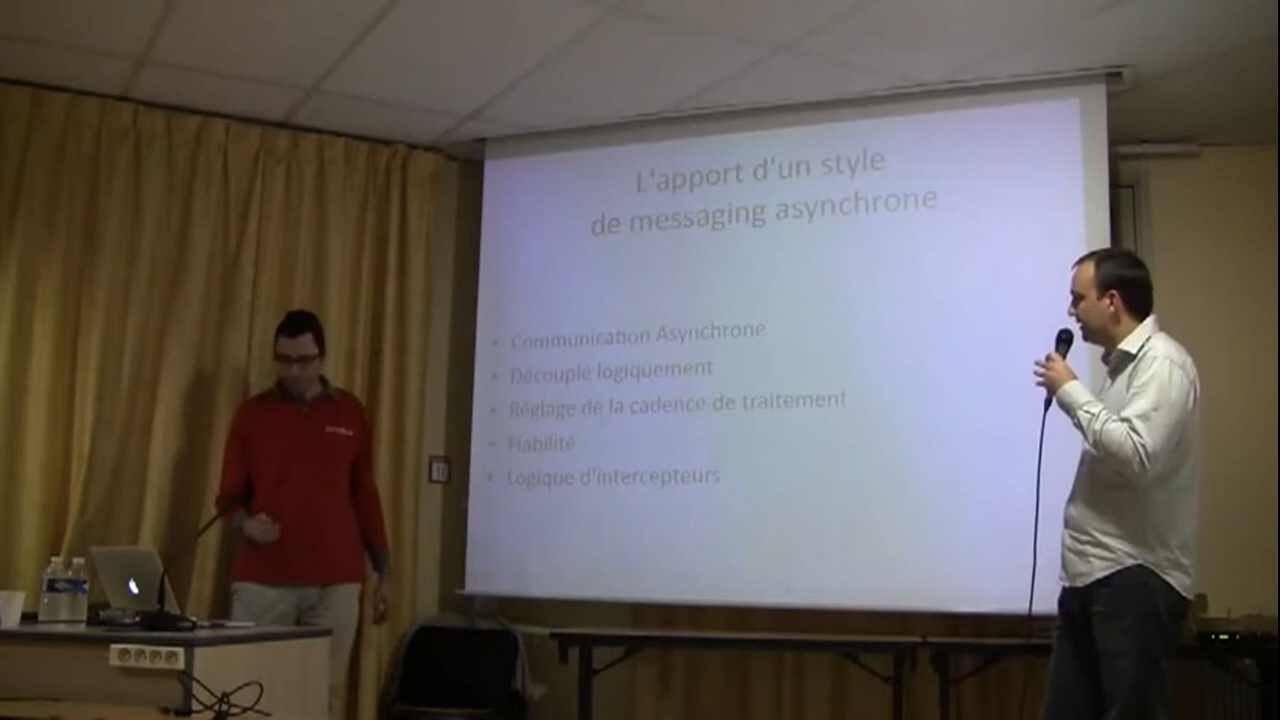 L'apport d'un style
de messaging asynchrone
• Communication Asynchrone
• Découplé logiquement
• Réglage de la cadence de traitement
• Fiabilité
• Logique d'intercepteurs